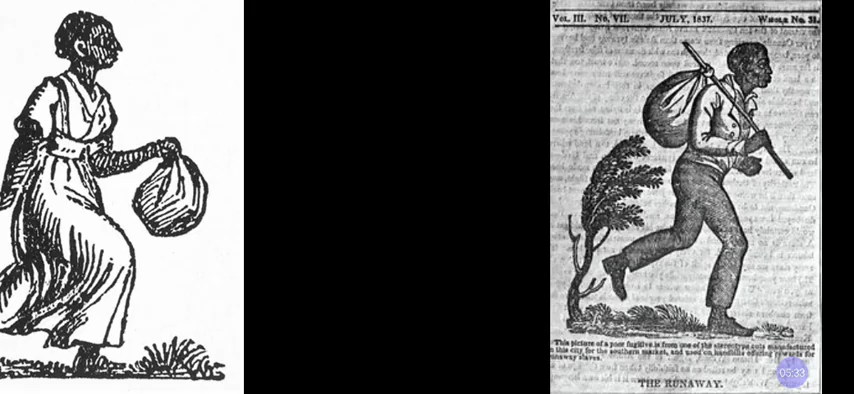 VOL. III. No. VII. JULY, 1837. WHOLE No. 31.
This picture of a poor fugitive is from one of the stereotype cuts manufactured
in this city for the southern market, and used on handbills offering rewards for
runaway slaves.
THE RUNAWAY.
05:33